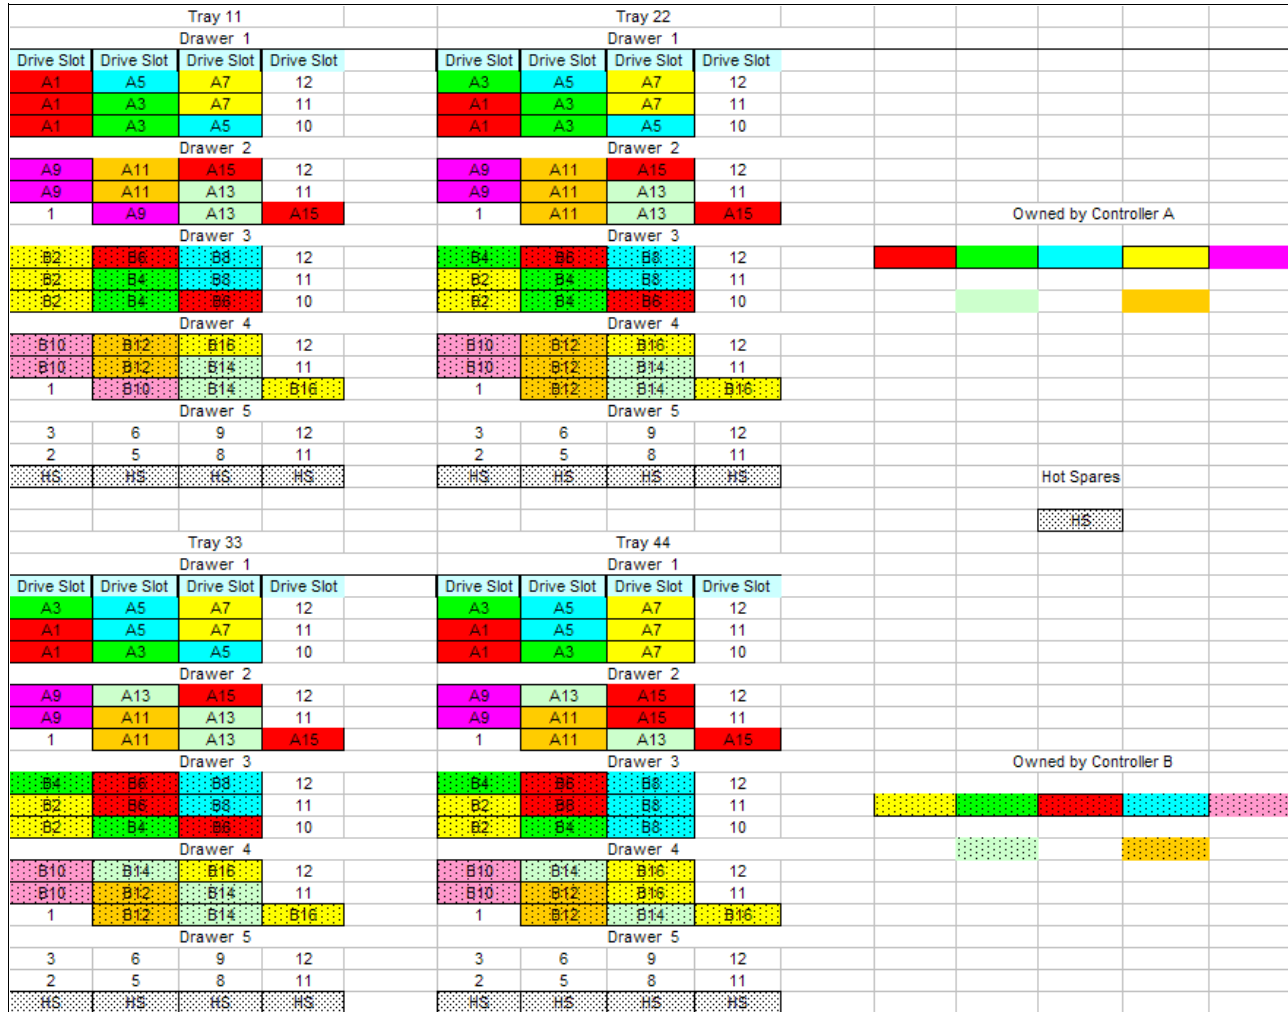 Tray 11 Tray 22
Drawer 1 Drawer 1
Drive Slot Drive Slot Drive Slot Drive Slot Drive Slot Drive Slot Drive Slot Drive Slot
A1 A5 A7 12 A3 A5 A7 12
A1 A3 A7 11 A1 A3 A7 11
A1 A3 A5 10 A1 A3 A5 10
Drawer 2 Drawer 2
A9 A11 A15 12 A9 A11 A15 12
A9 A11 A13 11 A9 A11 A13 11
1 A9 A13 A15 1 A11 A13 A15 Owned by Controller A
Drawer 3 Drawer 3
B2 B6 B8 12 B4 B6 B8 12
B2 B4 B8 11 B2 B4 B8 11
B2 B4 B6 10 B2 B4 B6 10
Drawer 4 Drawer 4
B10 B12 B16 12 B10 B12 B16 12
B10 B12 B14 11 B10 B12 B14 11
1 B10 B14 B16 1 B12 B14 B16
Drawer 5 Drawer 5
3 6 9 12 3 6 9 12
2 5 8 11 2 5 8 11
HS HS HS HS HS HS HS HS Hot Spares
HS
Tray 33 Tray 44
Drawer 1 Drawer 1
Drive Slot Drive Slot Drive Slot Drive Slot Drive Slot Drive Slot Drive Slot Drive Slot
A3 A5 A7 12 A3 A5 A7 12
A1 A5 A7 11 A1 A5 A7 11
A1 A3 A5 10 A1 A3 A7 10
Drawer 2 Drawer 2
A9 A13 A15 12 A9 A13 A15 12
A9 A11 A13 11 A9 A11 A15 11
1 A11 A13 A15 1 A11 A13 A15
Drawer 3 Drawer 3 Owned by Controller B
B4 B6 B8 12 B4 B6 B8 12
B2 B6 B8 11 B2 B6 B8 11
B2 B4 B6 10 B2 B4 B8 10
Drawer 4 Drawer 4
B10 B14 B16 12 B10 B14 B16 12
B10 B12 B14 11 B10 B12 B16 11
1 B12 B14 B16 1 B12 B14 B16
Drawer 5 Drawer 5
3 6 9 12 3 6 9 12
2 5 8 11 2 5 8 11
HS HS HS HS HS HS HS HS